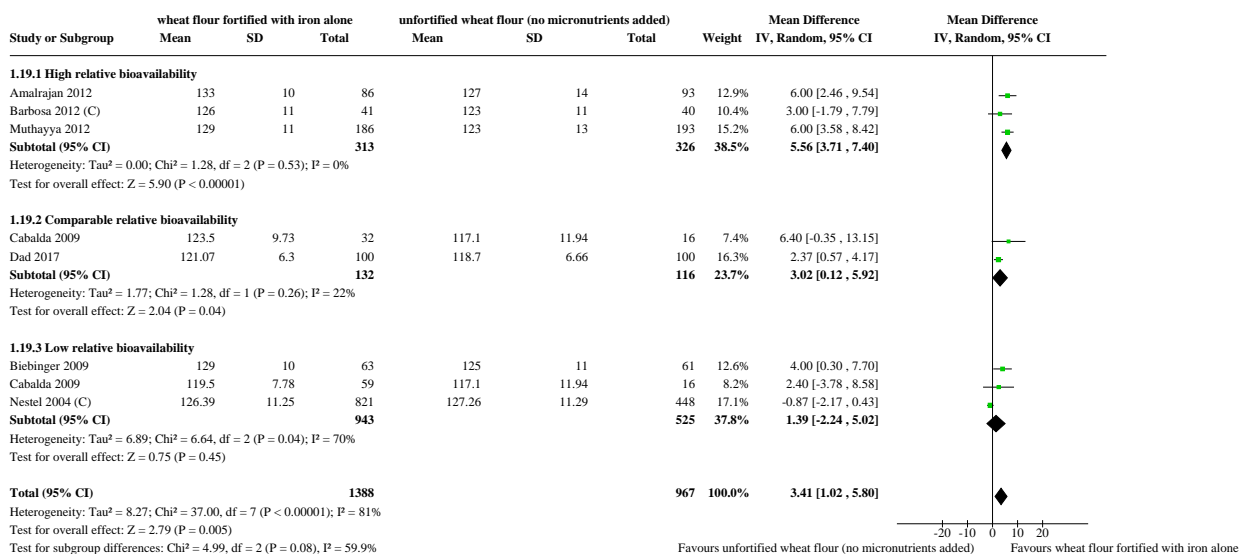 wheat flour fortified with iron alone unfortified wheat flour (no micronutrients added) Mean Difference Mean Difference
Study or Subgroup Mean SD Total Mean SD Total Weight IV, Random, 95% CI IV, Random, 95% CI
1.19.1 High relative bioavailability
Amalrajan 2012 133 10 86 127 14 93 12.9% 6.00 [2.46 , 9.54]
Barbosa 2012 (C) 126 11 41 123 11 40 10.4% 3.00 [-1.79 , 7.79]
Muthayya 2012 129 11 186 123 13 193 15.2% 6.00 [3.58 , 8.42]
Subtotal (95% CI) 313 326 38.5% 5.56 [3.71 , 7.40]
Heterogeneity: Tau² = 0.00; Chi² = 1.28, df = 2 (P = 0.53); I² = 0%
Test for overall effect: Z = 5.90 (P < 0.00001)
1.19.2 Comparable relative bioavailability
Cabalda 2009 123.5 9.73 32 117.1 11.94 16 7.4% 6.40 [-0.35 , 13.15]
Dad 2017 121.07 6.3 100 118.7 6.66 100 16.3% 2.37 [0.57 , 4.17]
Subtotal (95% CI) 132 116 23.7% 3.02 [0.12 , 5.92]
Heterogeneity: Tau² = 1.77; Chi² = 1.28, df = 1 (P = 0.26); I² = 22%
Test for overall effect: Z = 2.04 (P = 0.04)
1.19.3 Low relative bioavailability
Biebinger 2009 129 10 63 125 11 61 12.6% 4.00 [0.30 , 7.70]
Cabalda 2009 119.5 7.78 59 117.1 11.94 16 8.2% 2.40 [-3.78 , 8.58]
Nestel 2004 (C) 126.39 11.25 821 127.26 11.29 448 17.1% -0.87 [-2.17 , 0.43]
Subtotal (95% CI) 943 525 37.8% 1.39 [-2.24 , 5.02]
Heterogeneity: Tau² = 6.89; Chi² = 6.64, df = 2 (P = 0.04); I² = 70%
Test for overall effect: Z = 0.75 (P = 0.45)
Total (95% CI) 1388 967 100.0% 3.41 [1.02 , 5.80]
Heterogeneity: Tau² = 8.27; Chi² = 37.00, df = 7 (P < 0.00001); I² = 81%
Test for overall effect: Z = 2.79 (P = 0.005)
-20 -10 0 10 20
Test for subgroup differences: Chi² = 4.99, df = 2 (P = 0.08), I² = 59.9% Favours unfortified wheat flour (no micronutrients added) Favours wheat flour fortified with iron alone